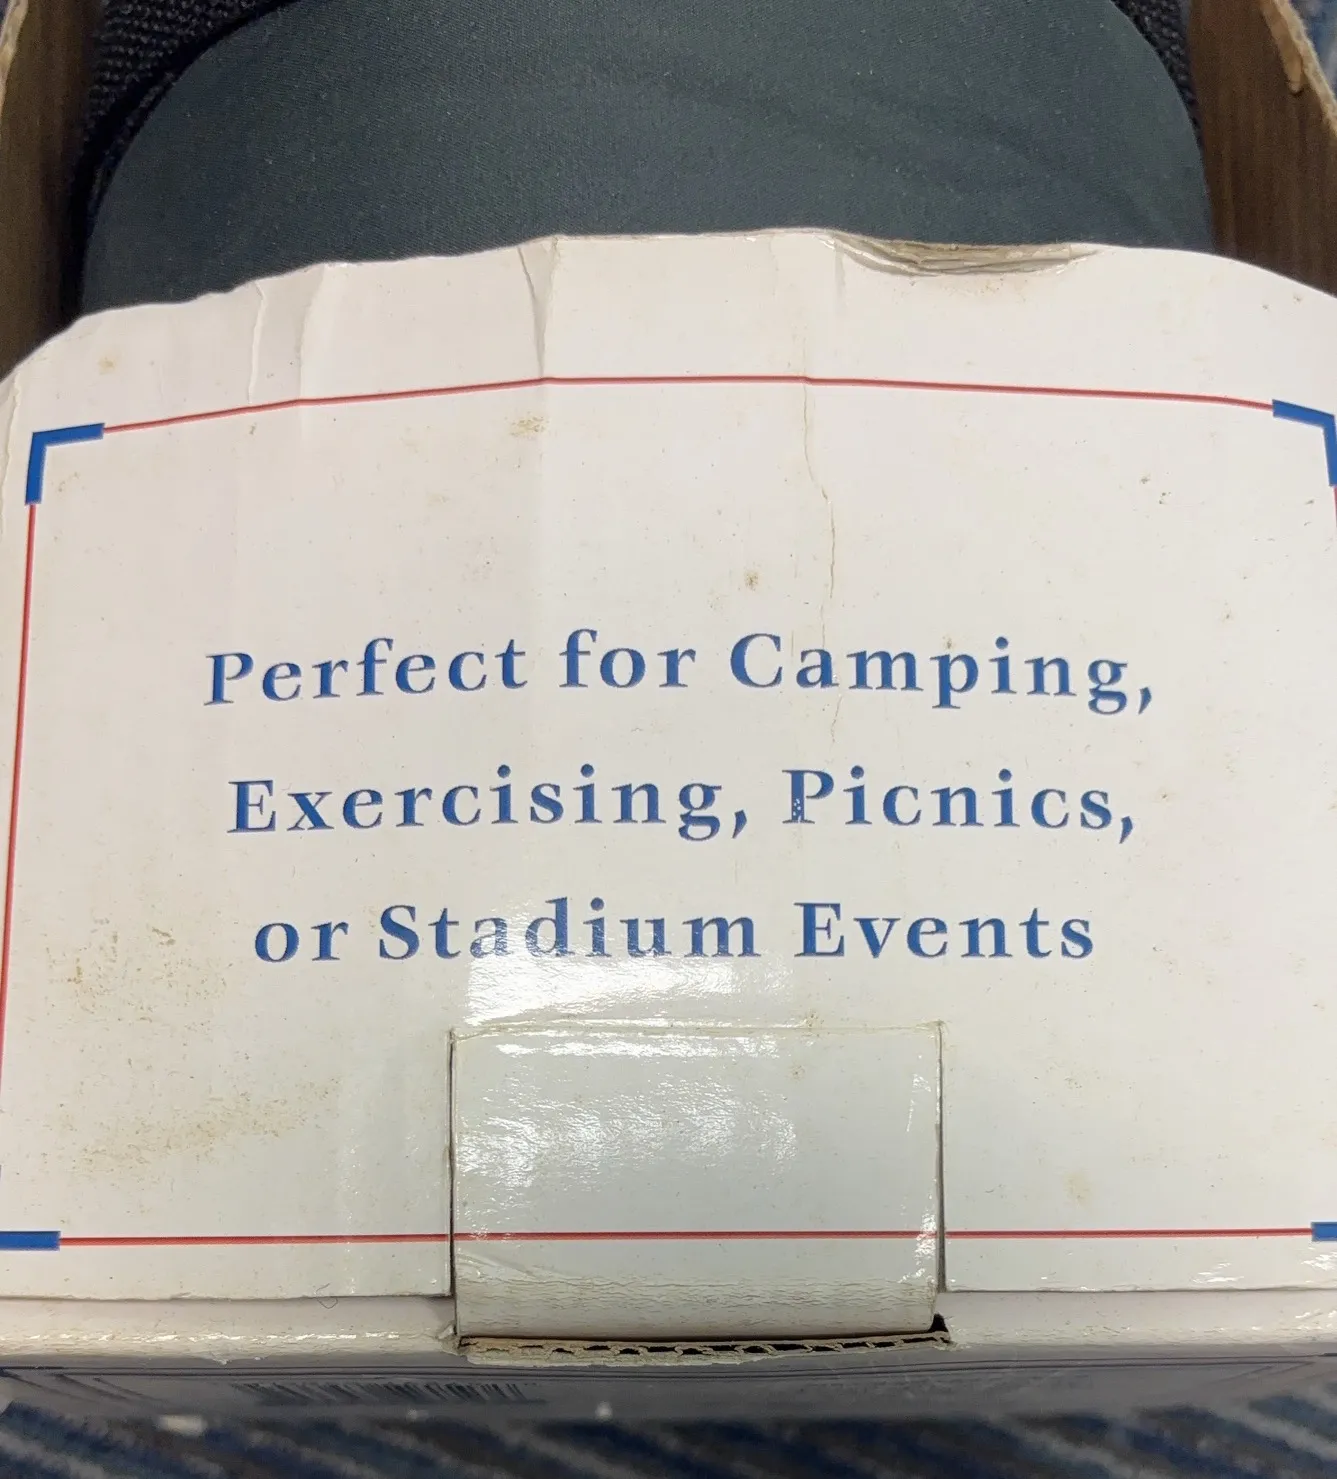 Perfect for Camping,
Exercising, Picnics,
or Stadium Events